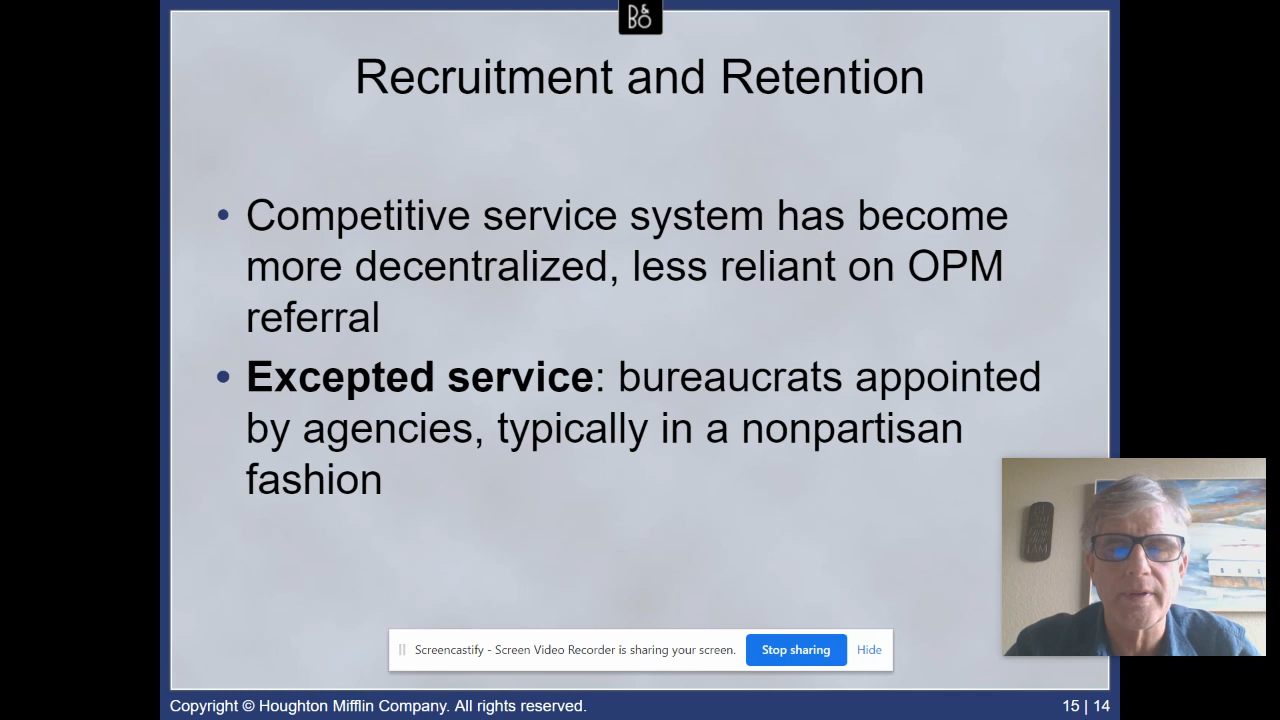 D&
BO
Recruitment and Retention
• Competitive service system has become
more decentralized, less reliant on OPM
referral
• Excepted service: bureaucrats appointed
by agencies, typically in a nonpartisan
fashion
Screencastify - Screen Video Recorder is sharing your screen. Stop sharing Hide
Copyright © Houghton Mifflin Company. All rights reserved. 15 | 14